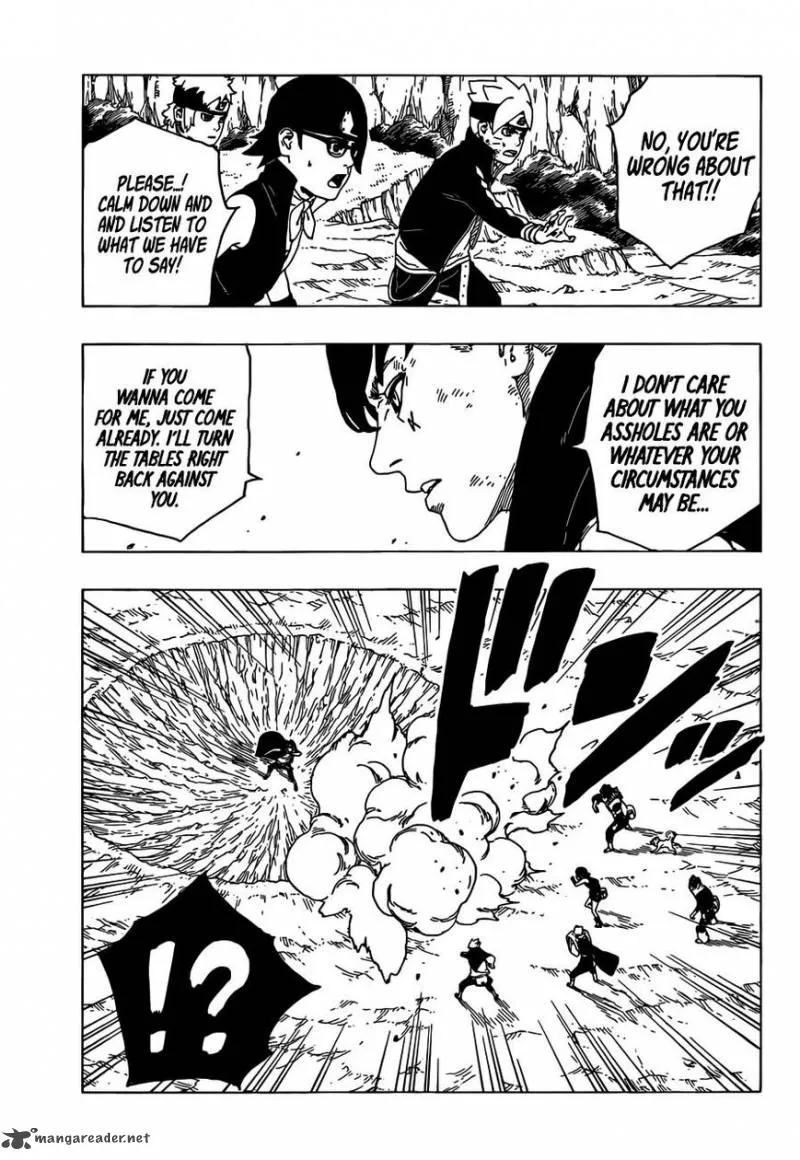 NO, YOU'RE
WRONG ABOUT
THAT!!
PLEASE...!
CALM DOWN AND
AND LISTEN TO
WHAT WE HAVE
TO SAY!
I DON'T CARE
ABOUT WHAT YOU
ASSHOLES ARE OR
WHATEVER YOUR
CIRCUMSTANCES
MAY BE...
IF YOU
WANNA COME
FOR ME, JUST COME
ALREADY. I'LL TURN
THE TABLES RIGHT
BACK AGAINST
YOU.
ドンッ
!?
mangareader.net